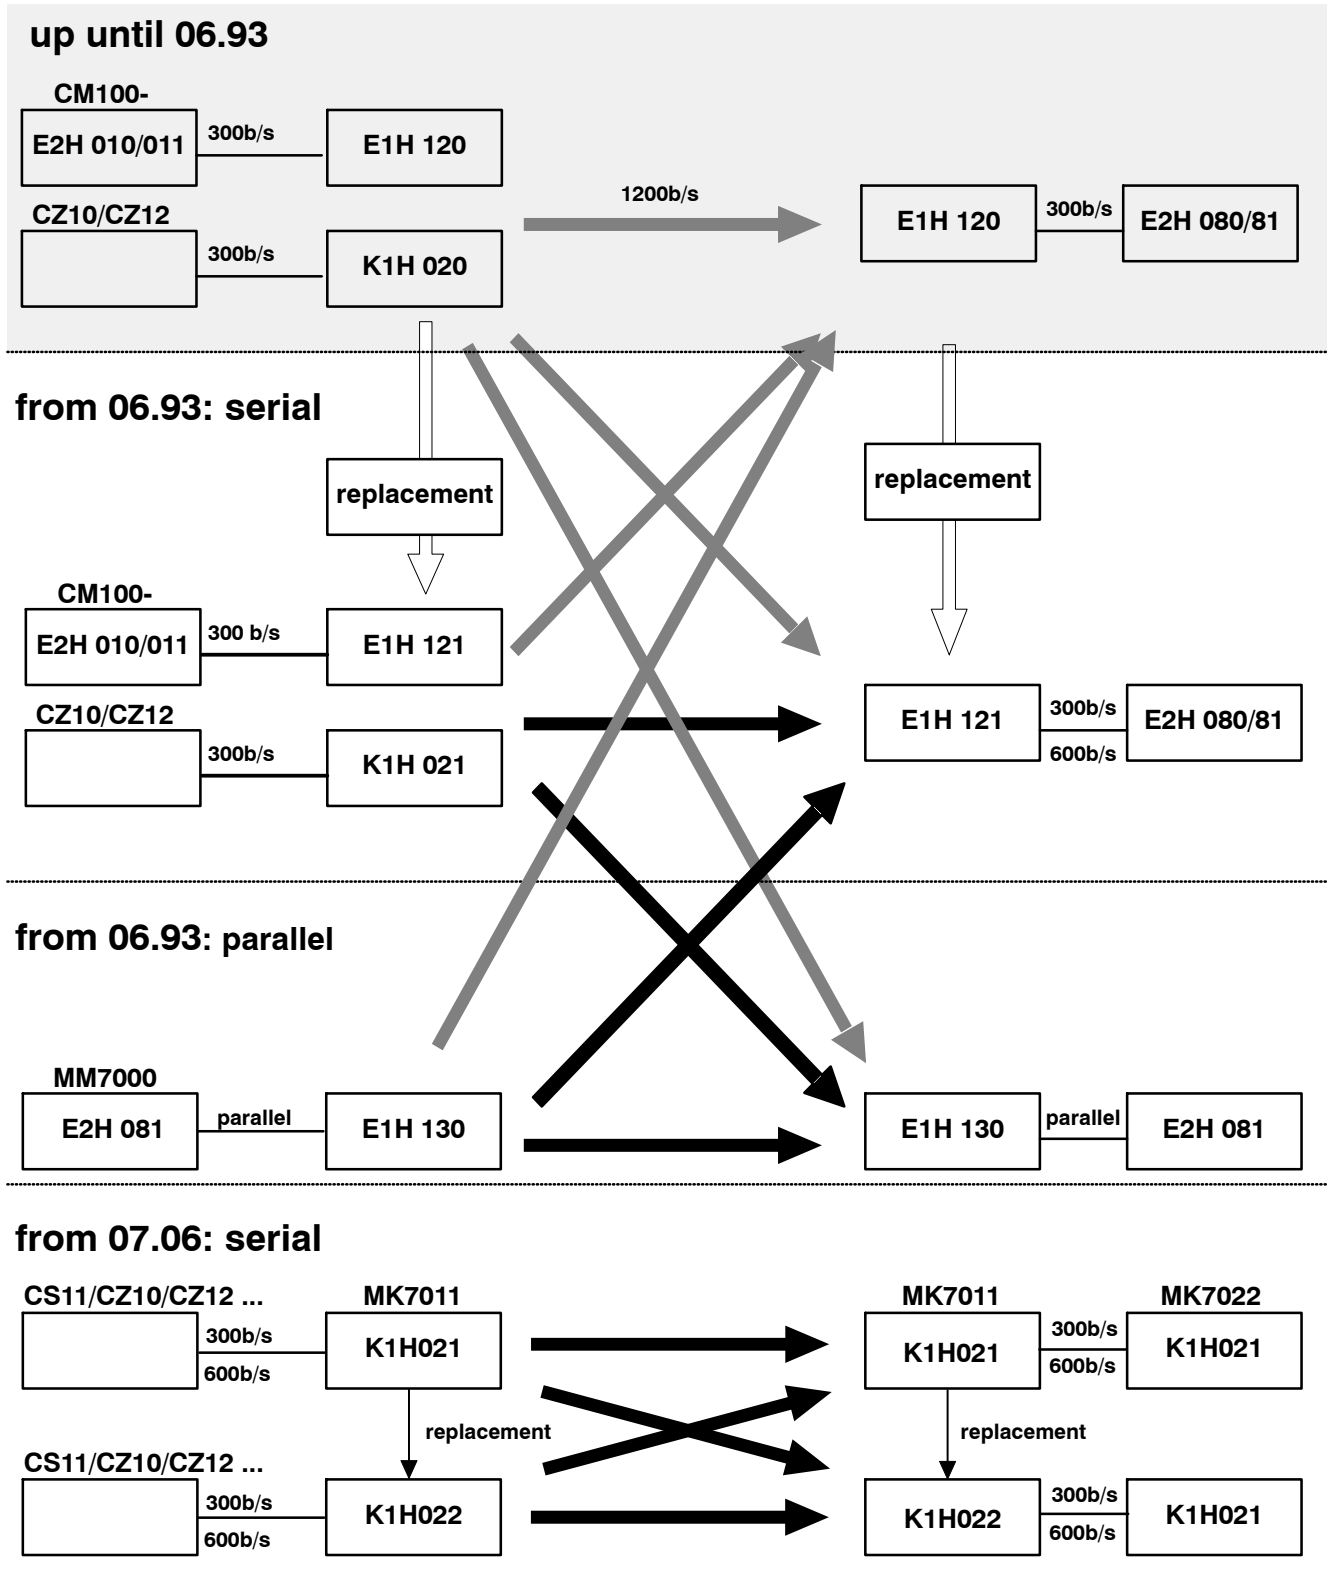 up until 06.93
CM100-
E2H 010/011
300b/s
E1H 120
CZ10/CZ12
300b/s
K1H 020
1200b/s
E1H 120
300b/s
E2H 080/81
from 06.93: serial
replacement
replacement
CM100-
E2H 010/011
300 b/s
E1H 121
CZ10/CZ12
300b/s
K1H 021
E1H 121
300b/s
600b/s
E2H 080/81
from 06.93: parallel
MM7000
E2H 081
parallel
E1H 130
E1H 130
parallel
E2H 081
from 07.06: serial
CS11/CZ10/CZ12 ...
300b/s
600b/s
MK7011
K1H021
MK7011
K1H021
300b/s
600b/s
MK7022
K1H021
replacement
replacement
CS11/CZ10/CZ12 ...
300b/s
600b/s
K1H022
K1H022
300b/s
600b/s
K1H021